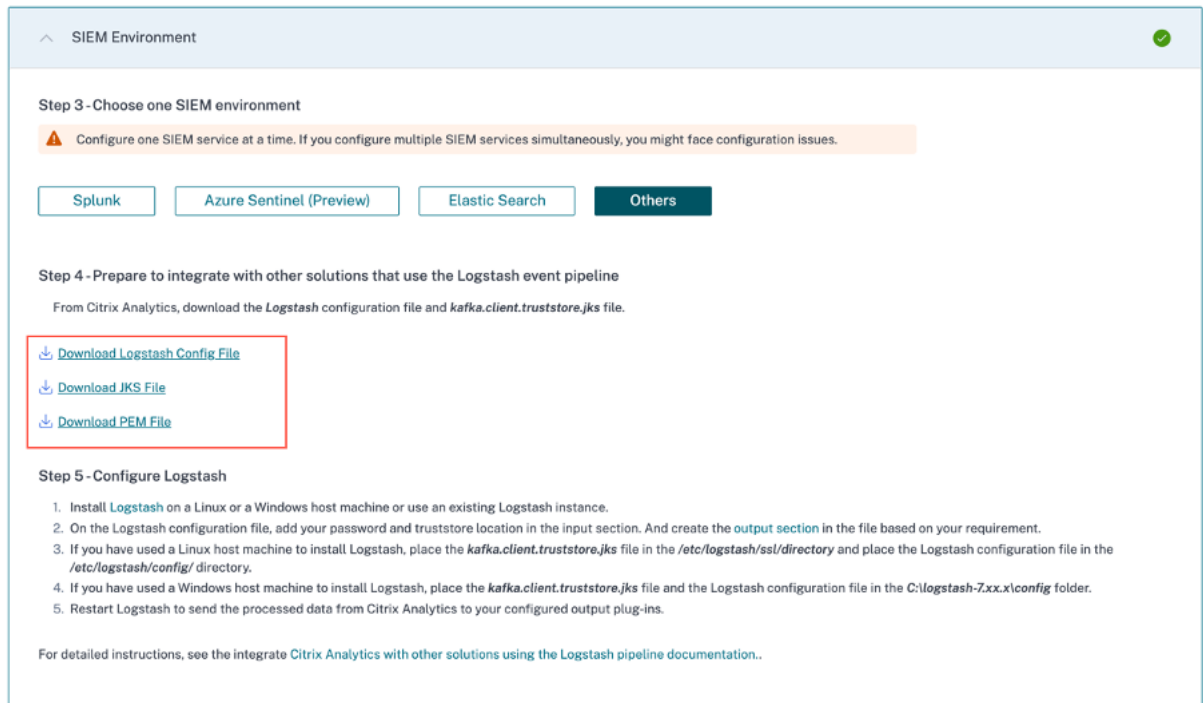 SIEM Environment
Step 3 - Choose one SIEM environment
Configure one SIEM service at a time. If you configure multiple SIEM services simultaneously, you might face configuration issues.
Splunk
Azure Sentinel (Preview)
Elastic Search
Others
Step 4 - Prepare to integrate with other solutions that use the Logstash event pipeline
From Citrix Analytics, download the Logstash configuration file and kafka.client.truststore.jks file.
Download Logstash Config File
Download JKS File
Download PEM File
Step 5 - Configure Logstash
1. Install Logstash on a Linux or a Windows host machine or use an existing Logstash instance.
2. On the Logstash configuration file, add your password and truststore location in the input section. And create the output section in the file based on your requirement.
3. If you have used a Linux host machine to install Logstash, place the kafka.client.truststore.jks file in the /etc/logstash/ssl/directory and place the Logstash configuration file in the
/etc/logstash/config/ directory.
4. If you have used a Windows host machine to install Logstash, place the kafka.client.truststore.jks file and the Logstash configuration file in the C:\logstash-7.xx.x\config folder.
5. Restart Logstash to send the processed data from Citrix Analytics to your configured output plug-ins.
For detailed instructions, see the integrate Citrix Analytics with other solutions using the Logstash pipeline documentation..